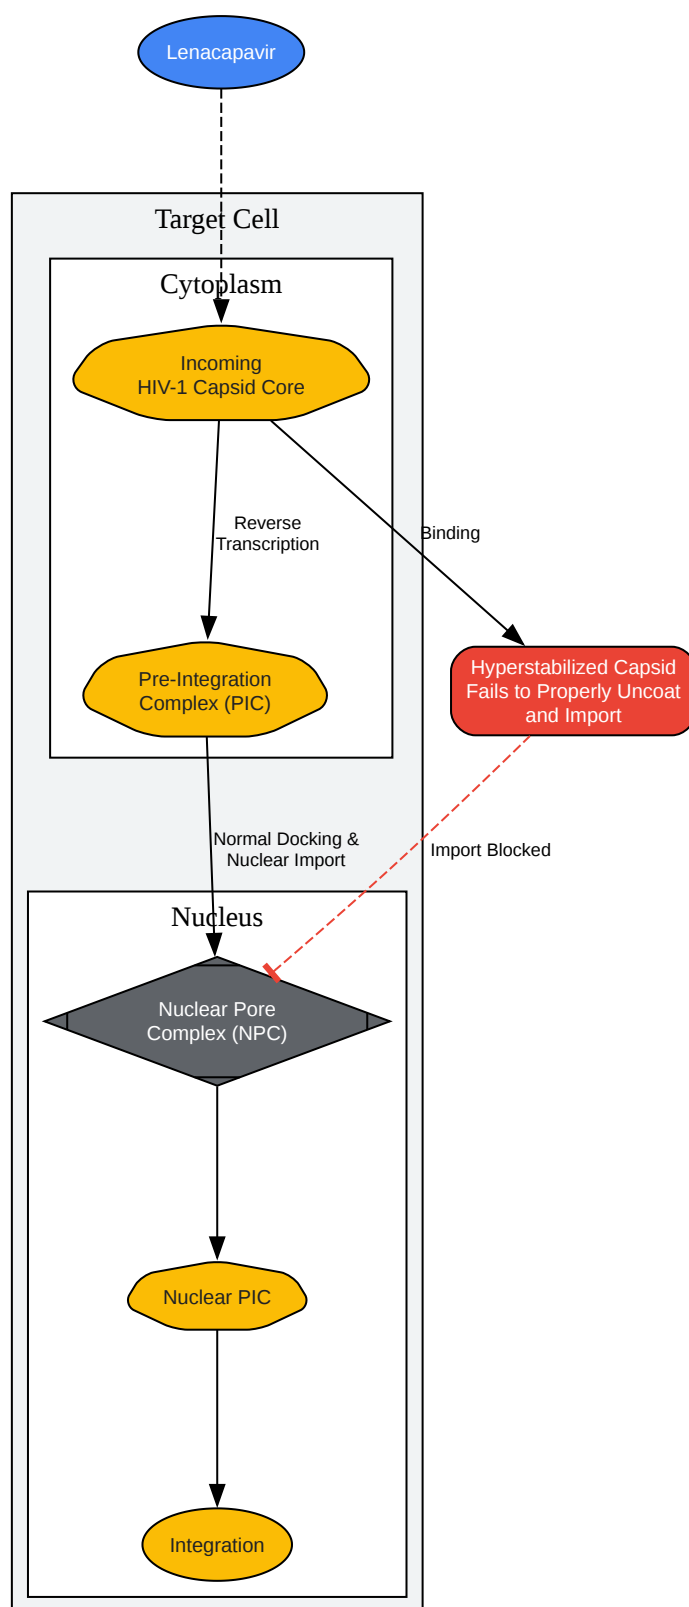 Lenacapavir
Target Cell
Cytoplasm
Incoming
HIV-1 Capsid Core
Reverse
Transcription
Binding
Pre-Integration
Complex (PIC)
Hyperstabilized Capsid
Fails to Properly Uncoat
and Import
Normal Docking &
Nuclear Import
Import Blocked
Nucleus
Nuclear Pore
Complex (NPC)
Nuclear PIC
Integration